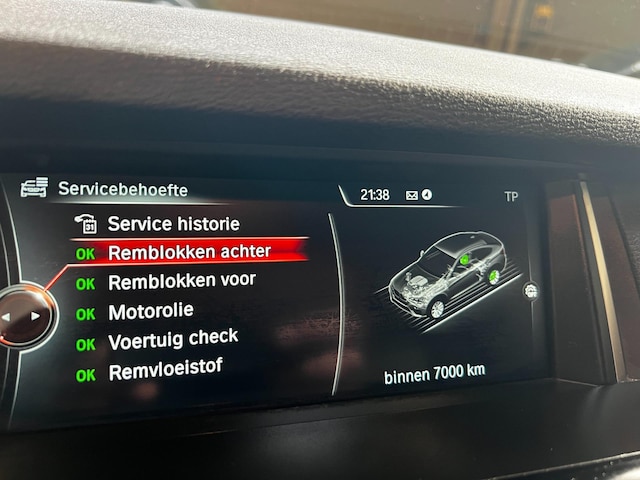 Servicebehoefte
21:38
TP
31
Service historie
OK Remblokken achter
OK Remblokken voor
OK Motorolie
OK Voertuig check
OK Remvloeistof
binnen 7000 km